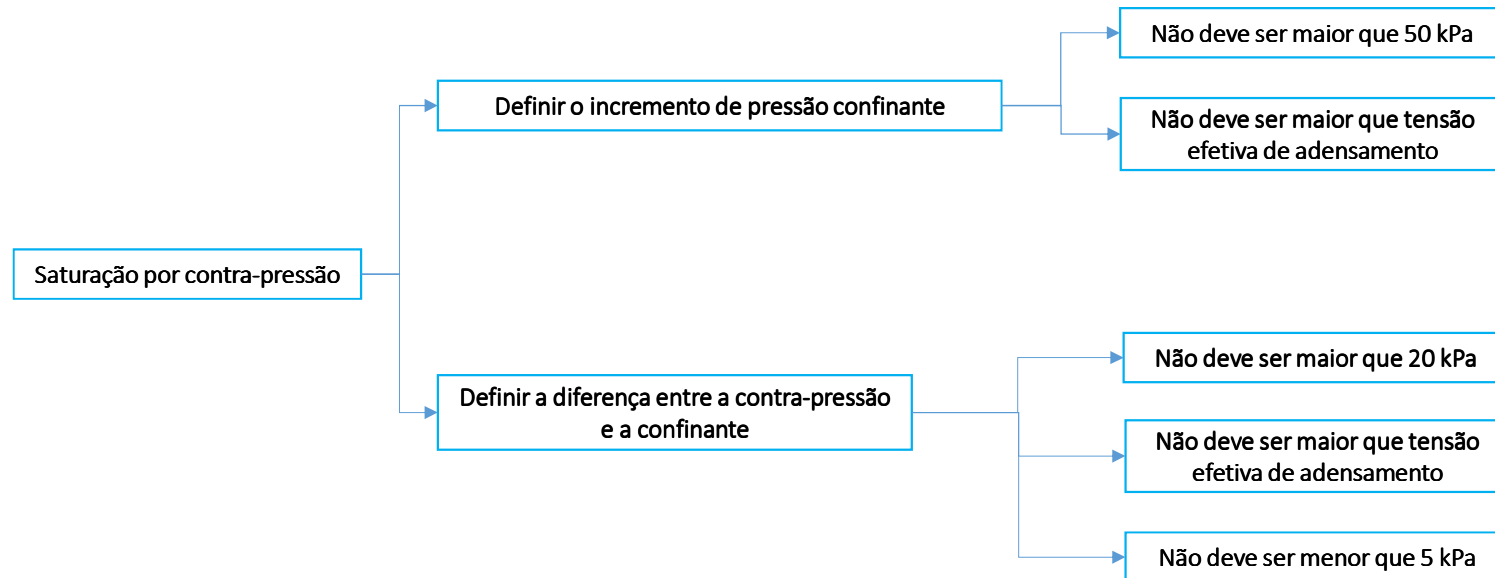 Saturação por contra-pressão
Definir o incremento de pressão confinante
Não deve ser maior que 50 kPa
Não deve ser maior que tensão
efetiva de adensamento
Definir a diferença entre a contra-pressão
e a confinante
Não deve ser maior que 20 kPa
Não deve ser maior que tensão
efetiva de adensamento
Não deve ser menor que 5 kPa